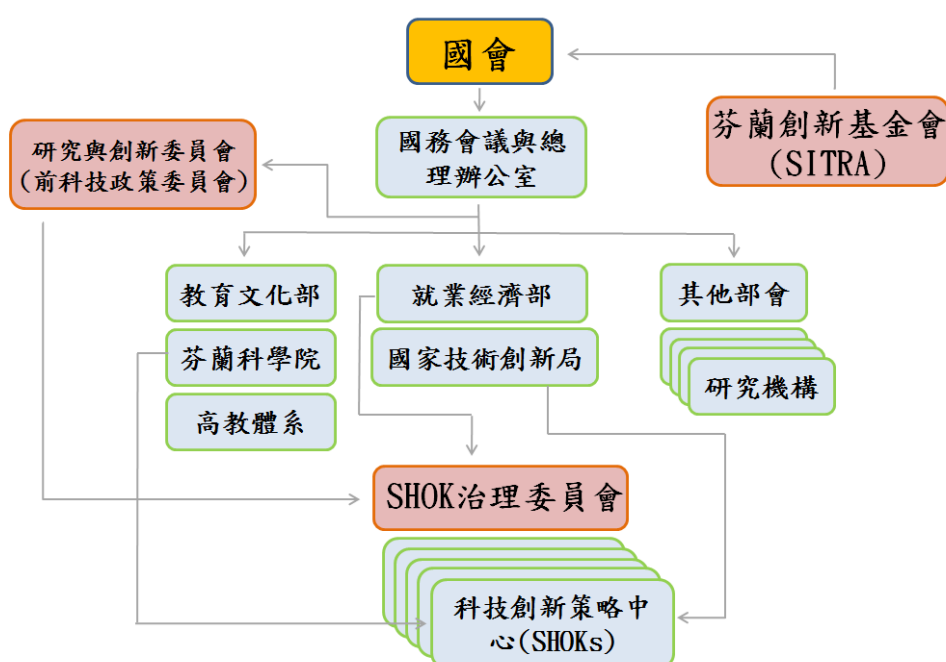 國會
芬蘭創新基金會
(SITRA)
國務會議與總
理辦公室
研究與創新委員會
(前科技政策委員會)
教育文化部
就業經濟部
其他部會
芬蘭科學院
國家技術創新局
研究機構
高教體系
SHOK治理委員會
科技創新策略中
心(SHOKs)